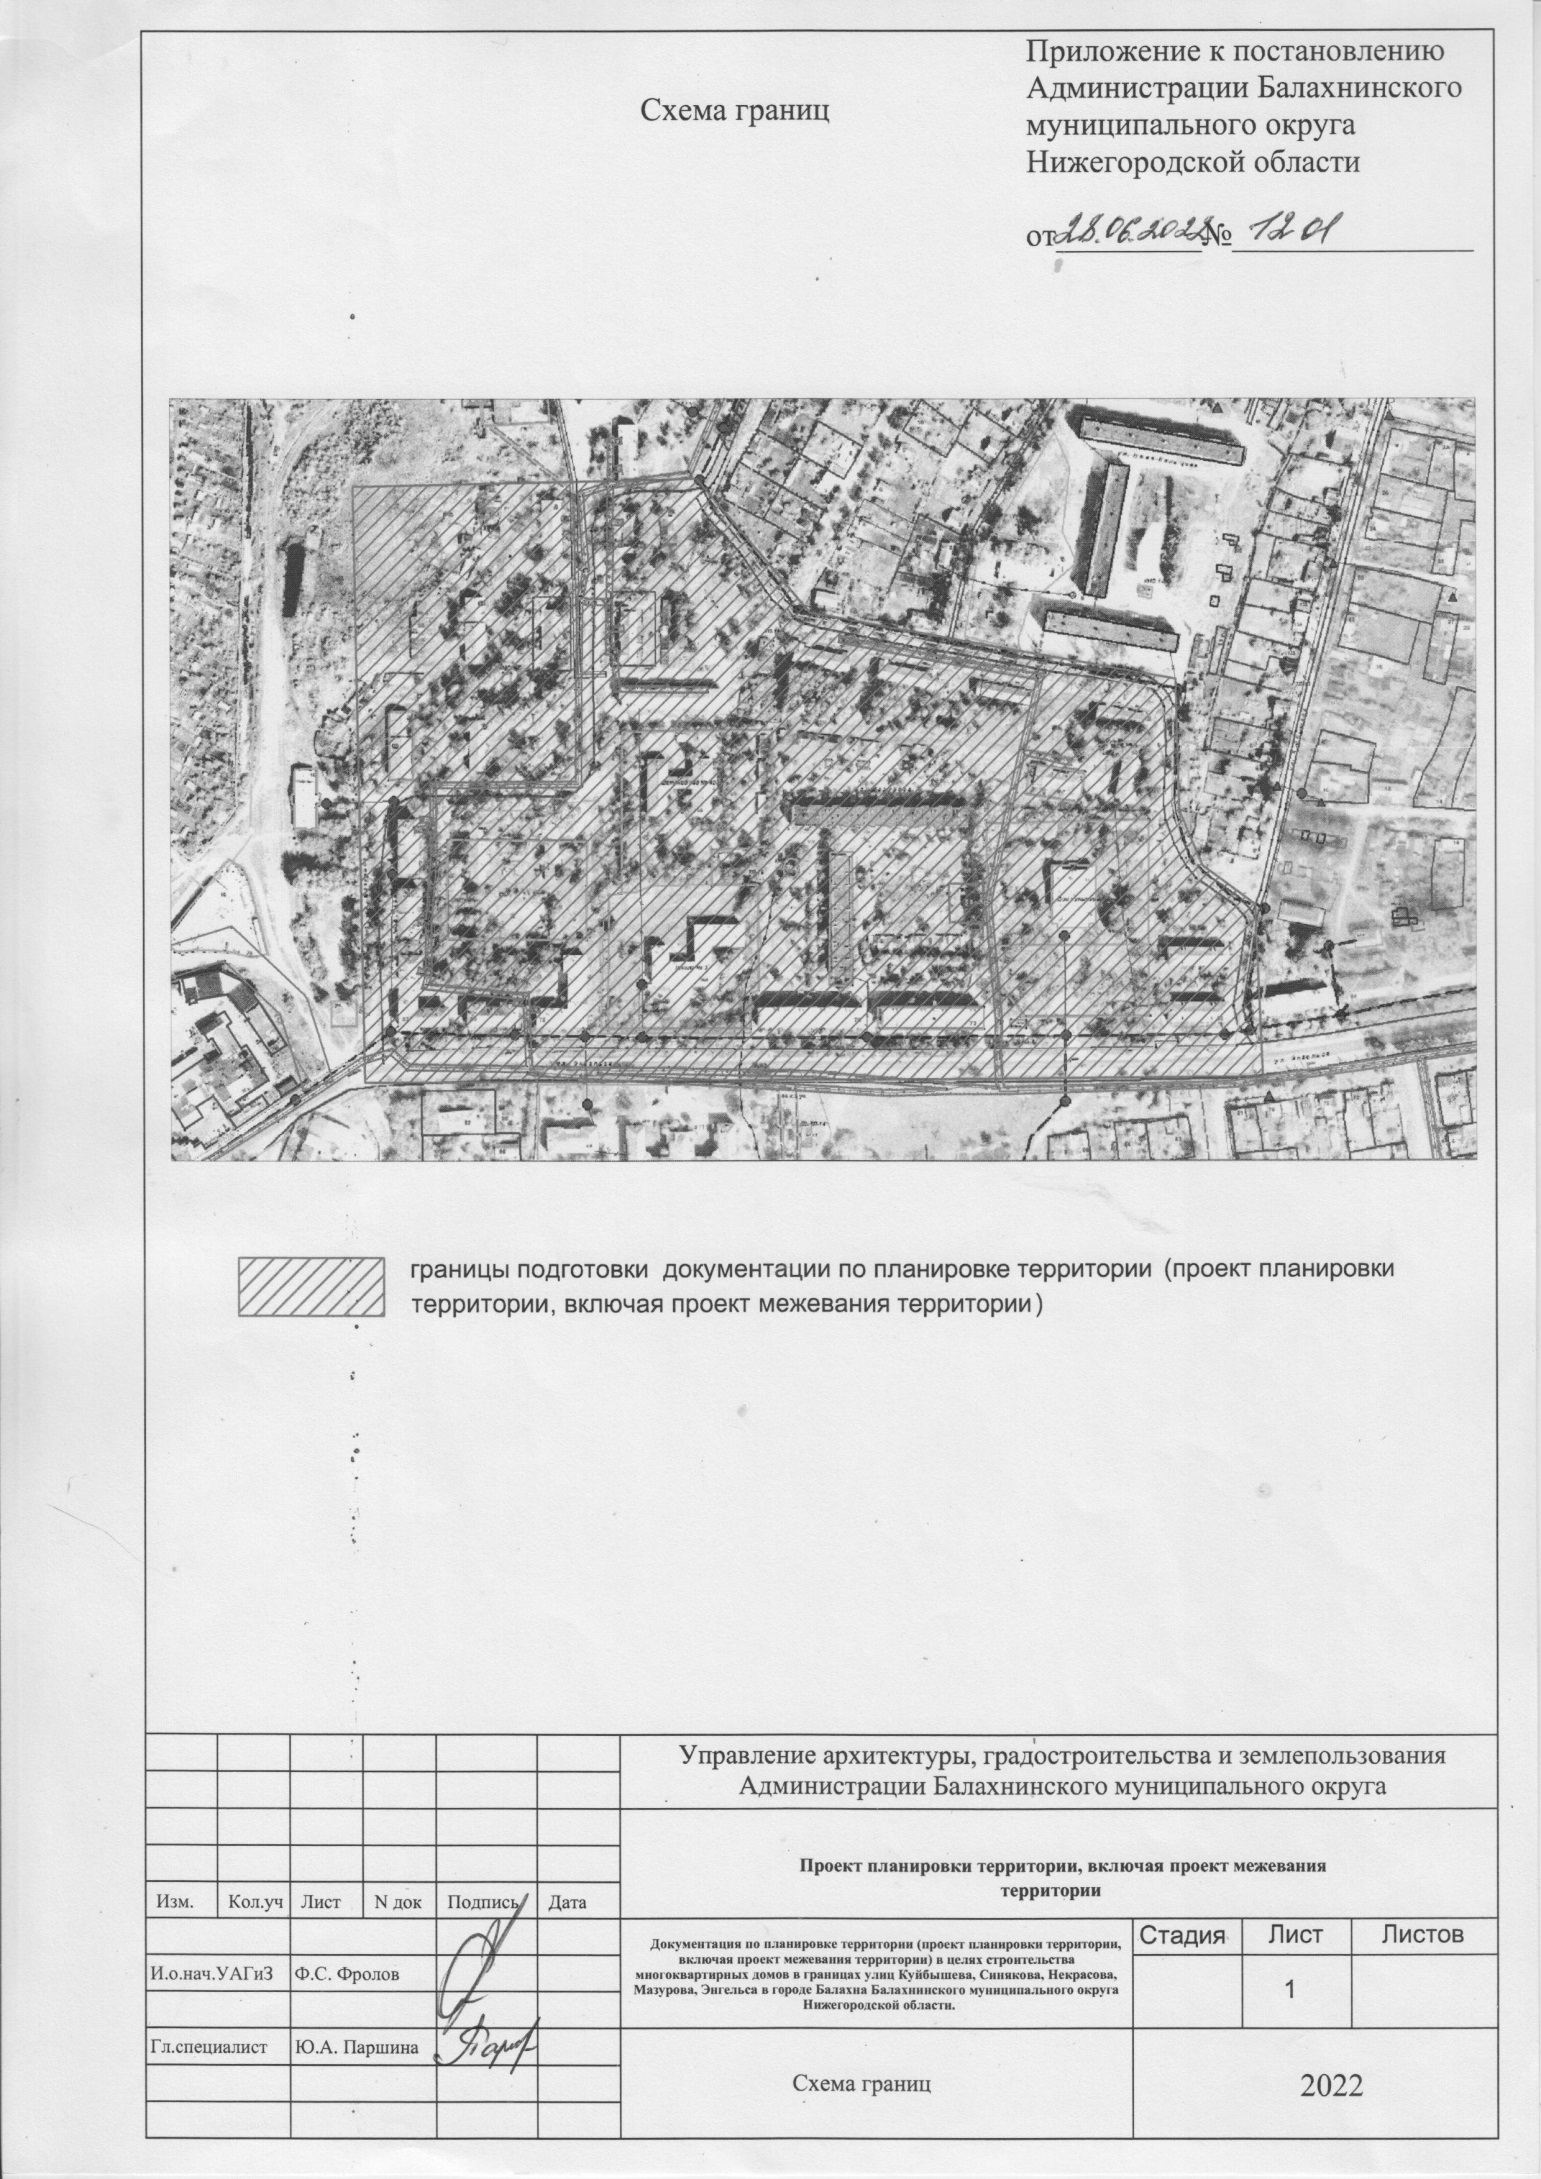 Приложение к постановлению
Администрации Балахнинского
муниципального округа
Нижегородской области
Схема границ
от 28.06.2022 № 1201
границы подготовки документации по планировке территории (проект планировки
территории, включая проект межевания территории)
Управление архитектуры, градостроительства и землепользования
Администрации Балахнинского муниципального округа
Проект планировки территории, включая проект межевания
территории
Изм. Кол.уч Лист N док Подпись Дата
Документация по планировке территории (проект планировки территории,
включая проект межевания территории) в целях строительства
многоквартирных домов в границах улиц Куйбышева, Синякова, Некрасова,
Мазурова, Энгельса в городе Балахна Балахнинского муниципального округа
Нижегородской области.
Стадия Лист Листов
1
И.о.нач.УАГиЗ Ф.С. Фролов
Гл.специалист Ю.А. Паршина
Схема границ
2022